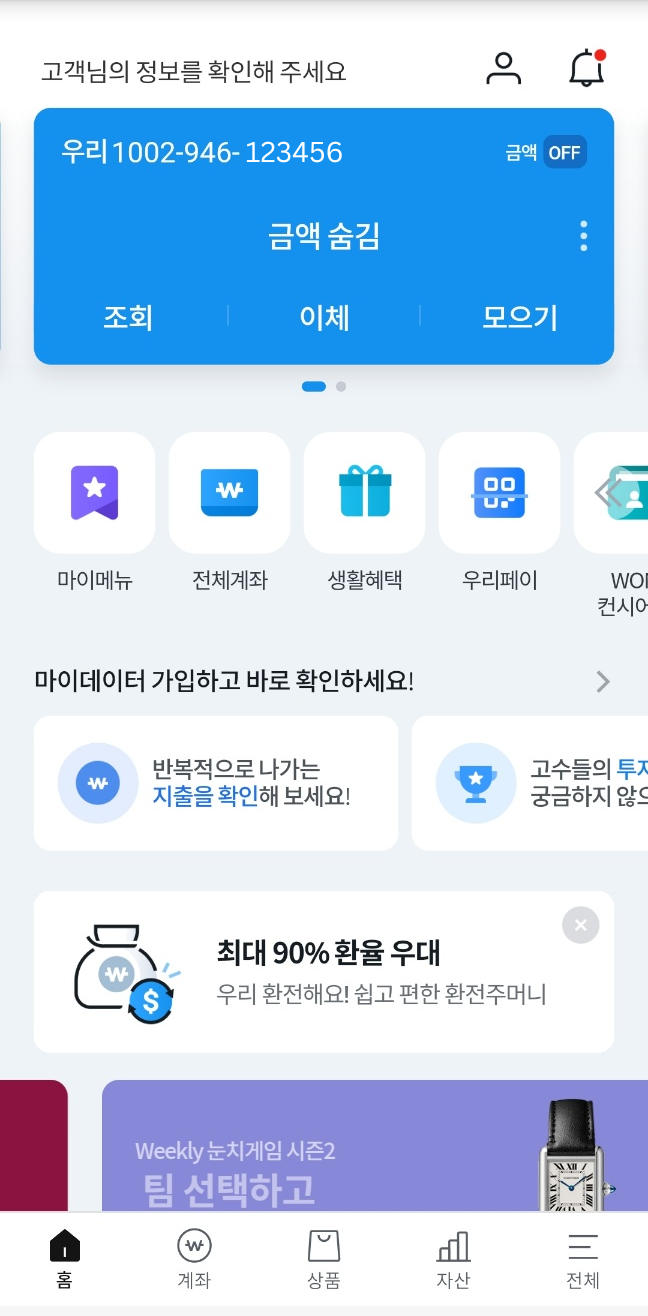 고객님의 정보를 확인해 주세요
우리 1002-946- 123456
금액 OFF
금액 숨김
조회 이체 모으기
마이메뉴 전체계좌 생활혜택 우리페이
컨시어
마이데이터 가입하고 바로 확인하세요!
반복적으로 나가는
지출을 확인해 보세요!
고수들의 투자
궁금하지 않으
최대 90% 환율 우대
우리 환전해요! 쉽고 편한 환전주머니
Weekly 눈치게임 시즌2
팀 선택하고
홈 계좌 상품 자산 전체